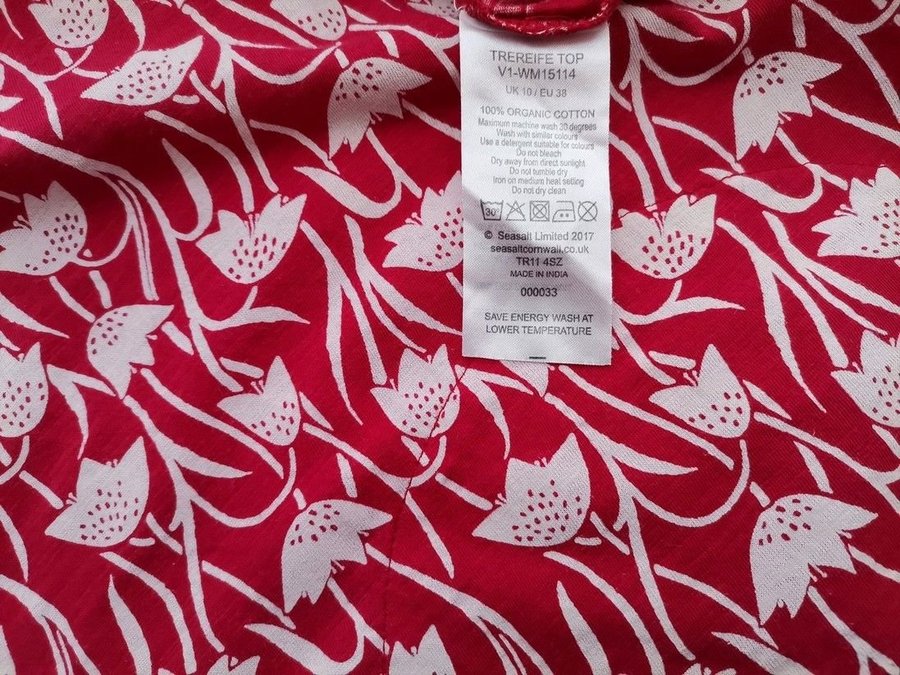 TREREIFE TOP
V1-WM15114
UK 10 / EU 38
100% ORGANIC COTTON
Maximum machine wash 30 degrees
Wash with similar colours
Use a detergent suitable for colours
Do not bleach
Dry away from direct sunlight
Do not tumble dry
Iron on medium heat setting
Do not dry clean
30°
© Seasalt Limited 2017
seasaltcornwall.co.uk
TR11 4SZ
MADE IN INDIA
000033
SAVE ENERGY WASH AT
LOWER TEMPERATURE